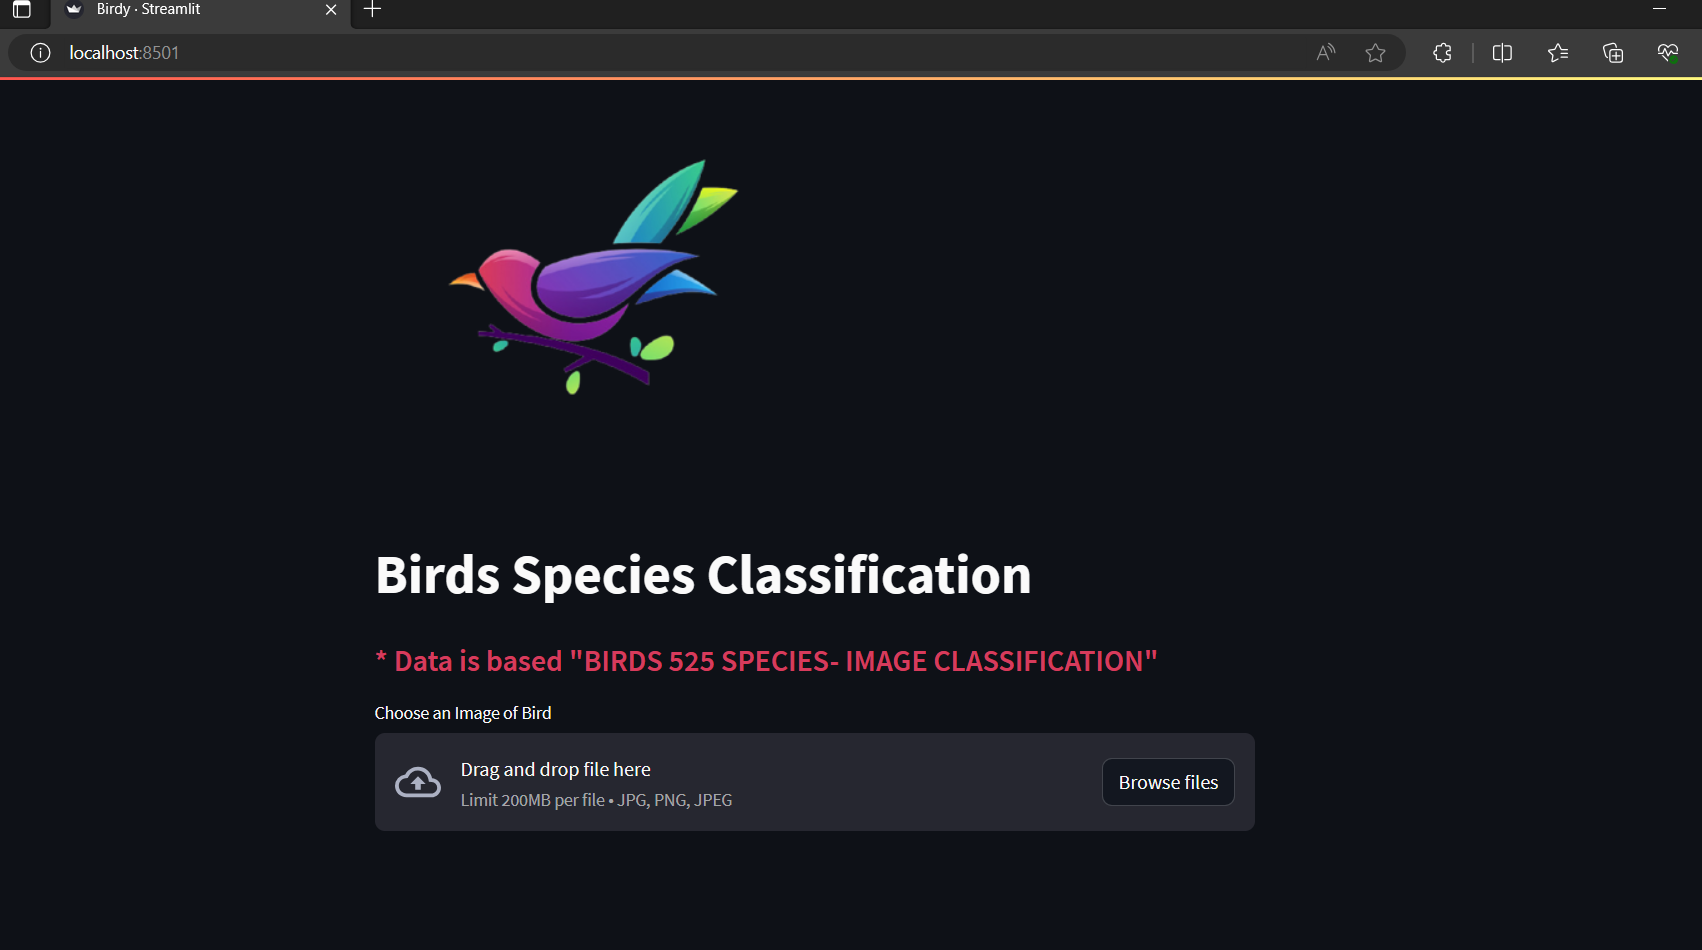 Birdy · Streamlit
localhost:8501
Birds Species Classification
* Data is based "BIRDS 525 SPECIES- IMAGE CLASSIFICATION"
Choose an Image of Bird
Drag and drop file here
Limit 200MB per file • JPG, PNG, JPEG
Browse files